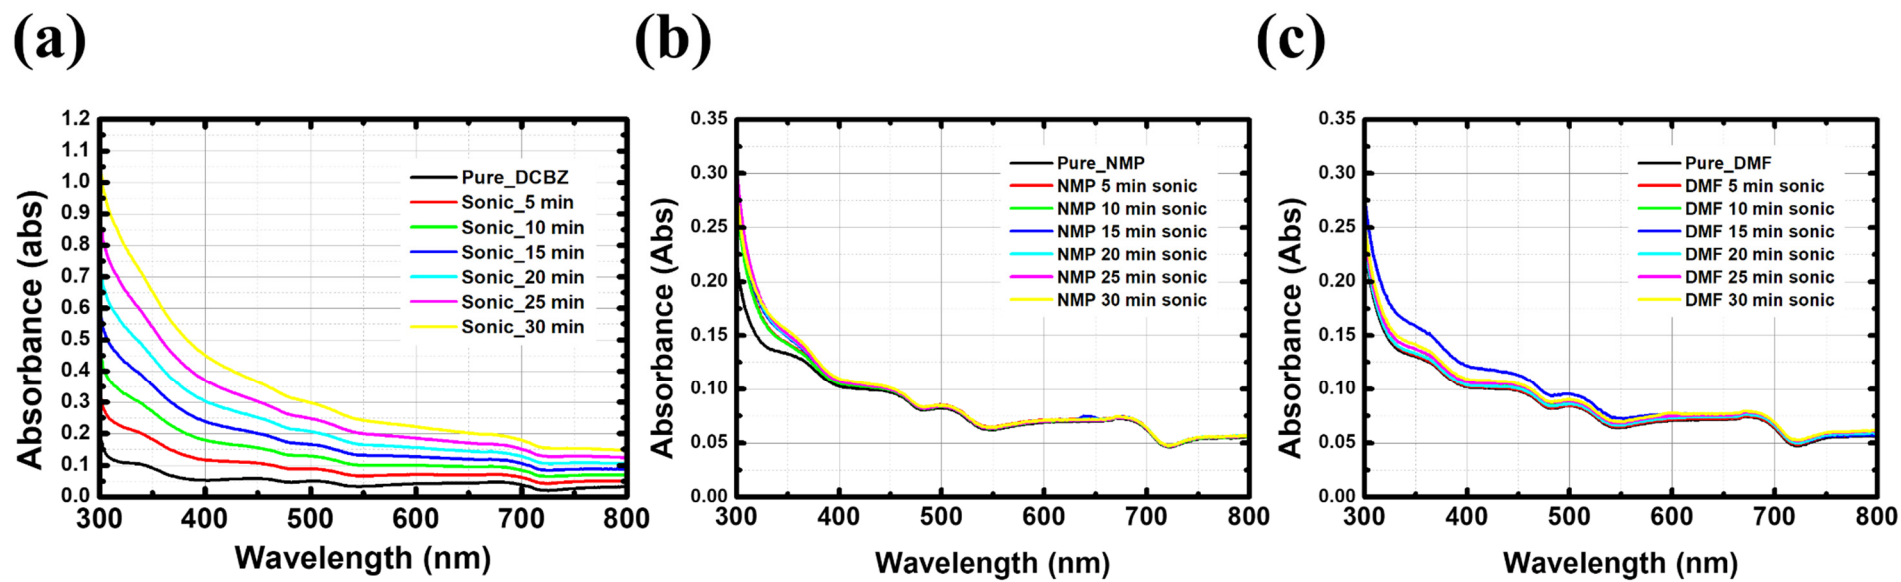 (a)
(b)
(c)
Absorbance (abs)
1.2
1.1
1.0
0.9
0.8
0.7
0.6
0.5
0.4
0.3
0.2
0.1
0.0
Pure_DCBZ
Sonic_5 min
Sonic_10 min
Sonic_15 min
Sonic_20 min
Sonic_25 min
Sonic_30 min
300 400 500 600 700 800
Wavelength (nm)
Absorbance (Abs)
0.35
0.30
0.25
0.20
0.15
0.10
0.05
0.00
Pure_NMP
NMP 5 min sonic
NMP 10 min sonic
NMP 15 min sonic
NMP 20 min sonic
NMP 25 min sonic
NMP 30 min sonic
300 400 500 600 700 800
Wavelength (nm)
Absorbance (Abs)
0.35
0.30
0.25
0.20
0.15
0.10
0.05
0.00
Pure_DMF
DMF 5 min sonic
DMF 10 min sonic
DMF 15 min sonic
DMF 20 min sonic
DMF 25 min sonic
DMF 30 min sonic
300 400 500 600 700 800
Wavelength (nm)